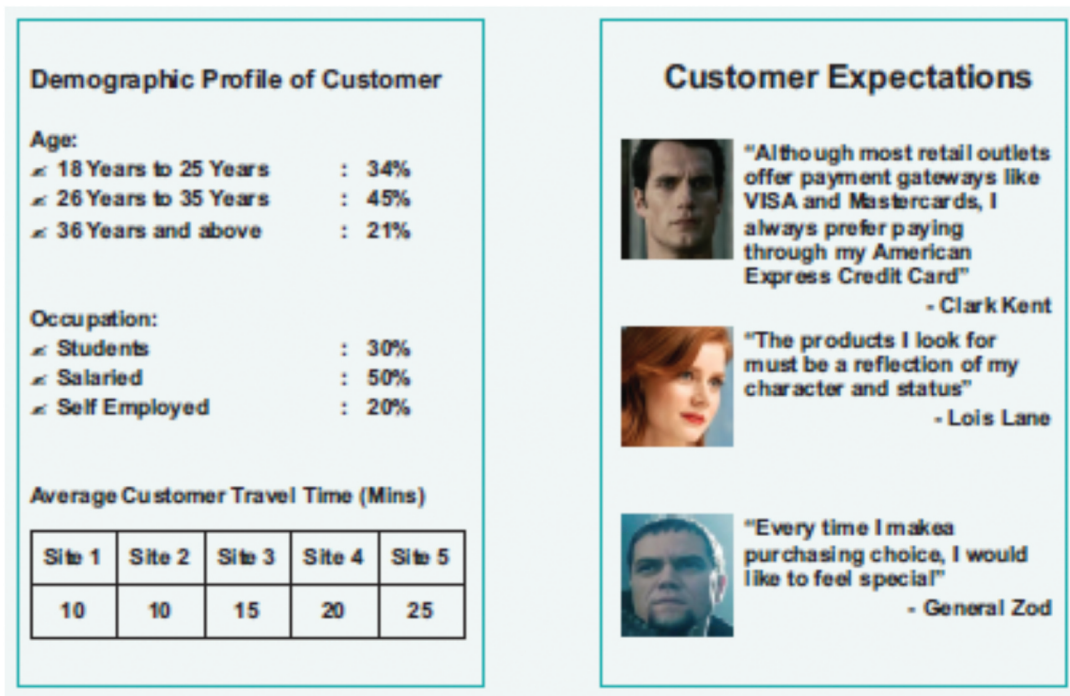 Demographic Profile of Customer
Age:
18 Years to 25 Years : 34%
26 Years to 35 Years : 45%
36 Years and above : 21%
Occupation:
Students : 30%
Salaried : 50%
Self Employed : 20%
Average Customer Travel Time (Mins)
Site 1 Site 2 Site 3 Site 4 Site 5
10 10 15 20 25
Customer Expectations
“Although most retail outlets
offer payment gateways like
VISA and Mastercards, I
always prefer paying
through my American
Express Credit Card”
- Clark Kent
“The products I look for
must be a reflection of my
character and status”
- Lois Lane
“Every time I makea
purchasing choice, I would
like to feel special”
- General Zod